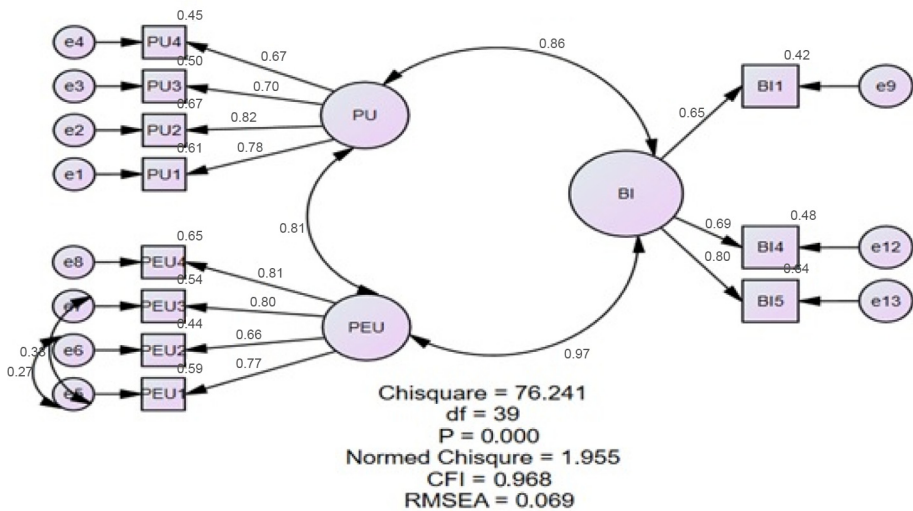 0.45
e4 PU4 0.67
0.50
e3 PU3 0.70
0.67
e2 PU2 0.82
0.61
e1 PU1 0.78
PU
0.86
0.42
BI1 e9
0.65
BI
0.81
0.69 0.48
BI4 e12
0.80 0.64
BI5 e13
0.65
e8 PEU4 0.81
0.54
PEU3 0.80
0.44
e6 PEU2 0.66
0.59
PEU1 0.77
0.27
PEU
0.97
Chisquare = 76.241
df = 39
P = 0.000
Normed Chisqure = 1.955
CFI = 0.968
RMSEA = 0.069